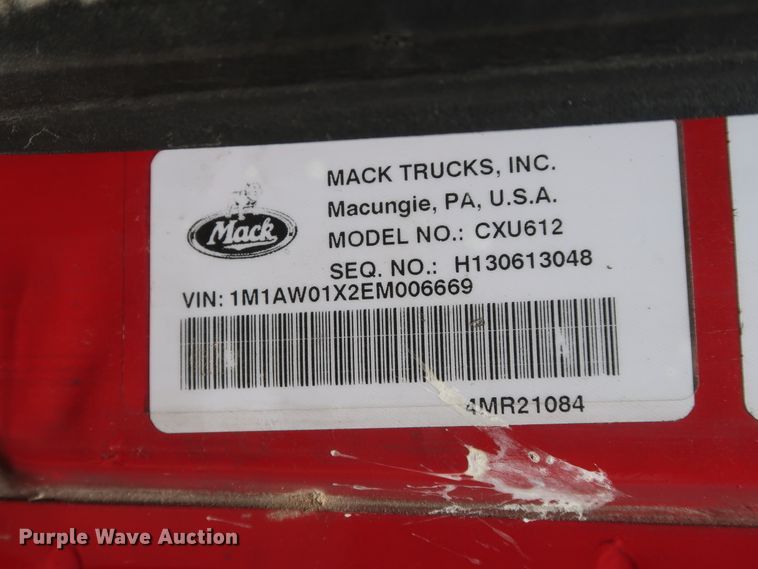 Mack
MACK TRUCKS, INC.
Macungie, PA, U.S.A.
MODEL NO.: CXU612
SEQ. NO.: H130613048
VIN: 1M1AW01X2EM006669
4MR21084
Purple Wave Auction